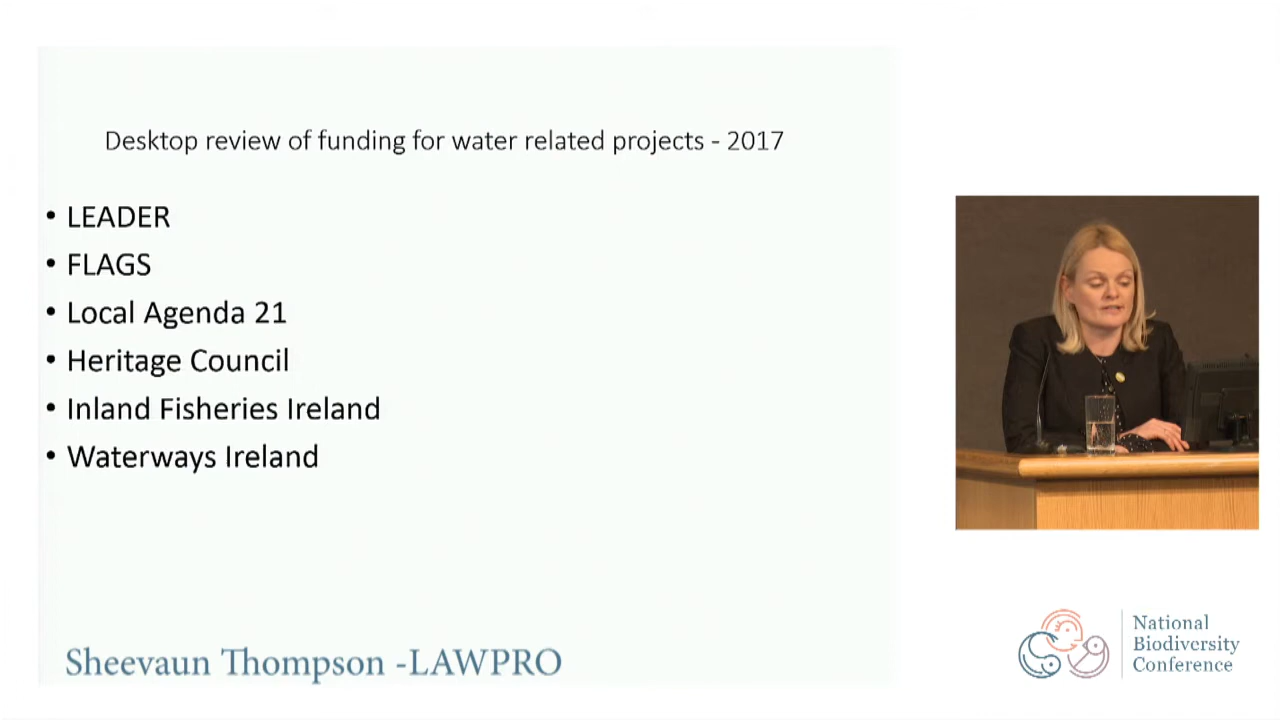 Desktop review of funding for water related projects - 2017
• LEADER
• FLAGS
• Local Agenda 21
• Heritage Council
• Inland Fisheries Ireland
• Waterways Ireland
Sheevaun Thompson -LAWPRO
National
Biodiversity
Conference